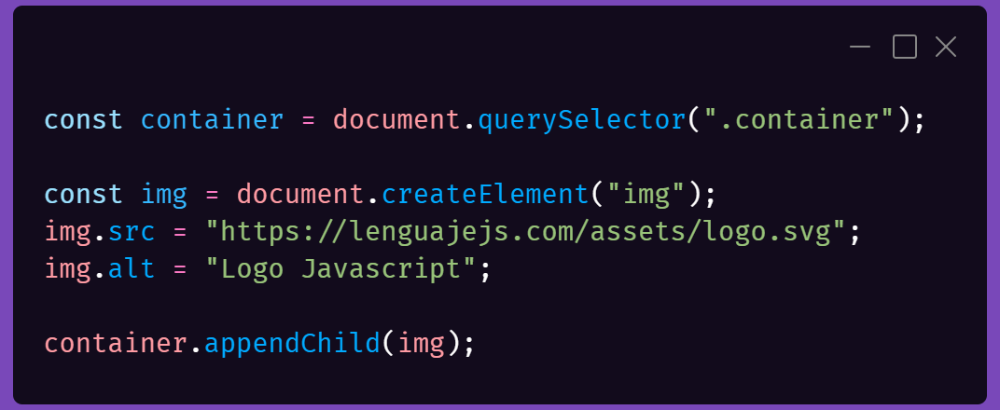 const container = document.querySelector(".container");
const img = document.createElement("img");
img.src = "https://lenguajejs.com/assets/logo.svg";
img.alt = "Logo Javascript";
container.appendChild(img);